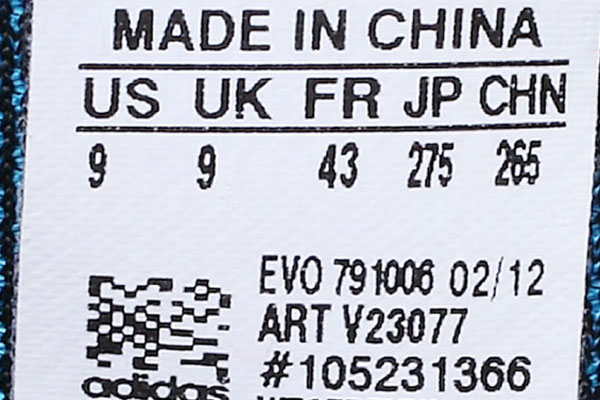 MADE IN CHINA
US UK FR JP CHN
9 9 43 275 265
EVO 791006 02/12
ART V23077
#105231366
adidas